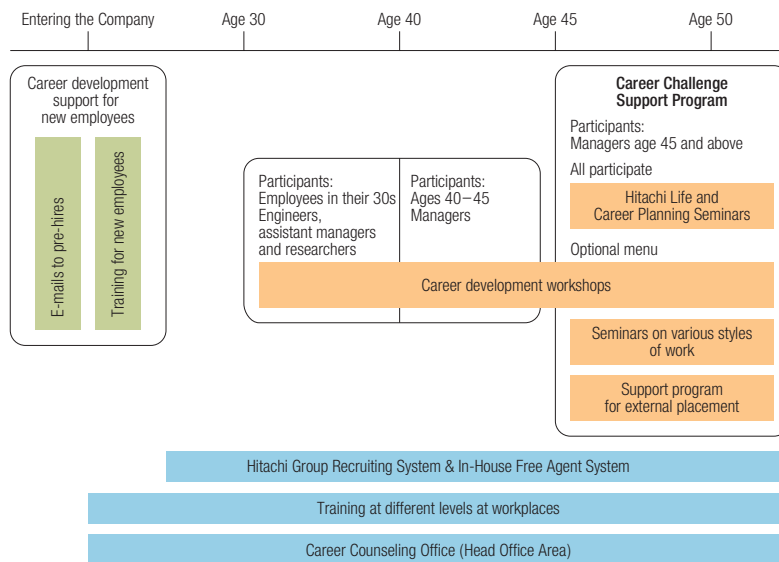 Entering the Company
Age 30
Age 40
Age 45
Age 50
Career development
support for
new employees
E-mails to pre-hires
Training for new employees
Participants:
Employees in their 30s
Engineers,
assistant managers
and researchers
Participants:
Ages 40–45
Managers
Career Challenge
Support Program
Participants:
Managers age 45 and above
All participate
Hitachi Life and
Career Planning Seminars
Optional menu
Career development workshops
Seminars on various styles
of work
Support program
for external placement
Hitachi Group Recruiting System & In-House Free Agent System
Training at different levels at workplaces
Career Counseling Office (Head Office Area)